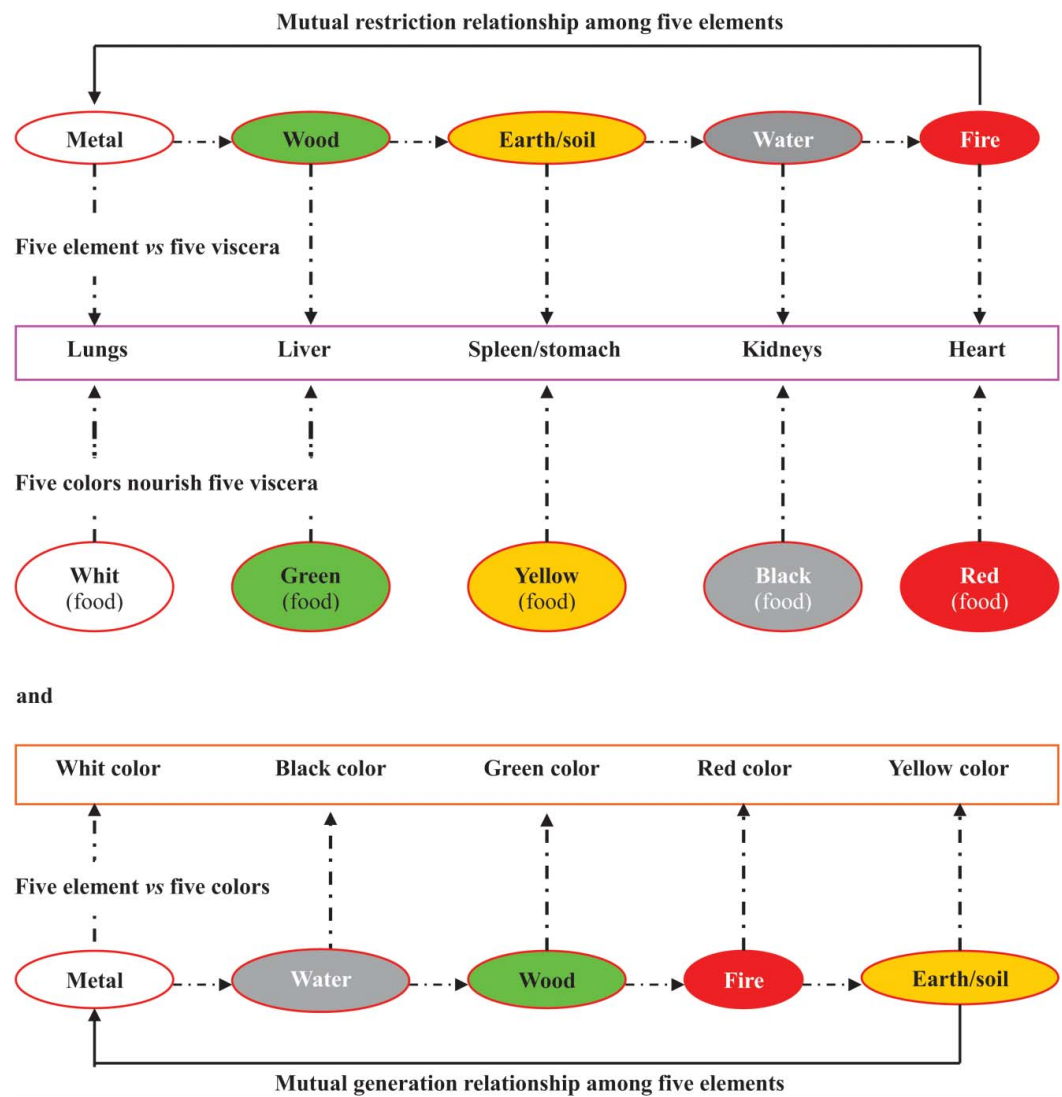 Mutual restriction relationship among five elements
Metal
Wood
Earth/soil
Water
Fire
Five element vs five viscera
Lungs
Liver
Spleen/stomach
Kidneys
Heart
Five colors nourish five viscera
Whit
(food)
Green
(food)
Yellow
(food)
Black
(food)
Red
(food)
and
Whit color
Black color
Green color
Red color
Yellow color
Five element vs five colors
Metal
Water
Wood
Fire
Earth/soil
Mutual generation relationship among five elements